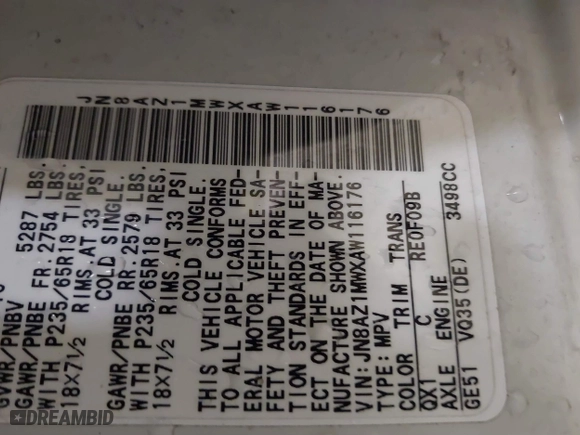 JN8AZ1MWXAW116176
GVWR/PNBV 5287 LBS.
GAWR/PNBE FR: 2754 LBS.
WITH P235/65R18 TIRES,
18X7½ RIMS. AT 33 PSI
COLD SINGLE.
GAWR/PNBE RR: 2579 LBS.
WITH P235/65R18 TIRES,
18X7½ RIMS. AT 33 PSI
COLD SINGLE.
THIS VEHICLE CONFORMS
TO ALL APPLICABLE FED-
ERAL MOTOR VEHICLE SA-
FETY AND THEFT PREVEN-
TION STANDARDS IN EFF-
ECT ON THE DATE OF MA-
NUFACTURE SHOWN ABOVE.
VIN: JN8AZ1MWXAW116176
TYPE: MPV
COLOR TRIM TRANS
QX1 C RE0F09B
AXLE ENGINE
GE51 VQ35(DE) 3498CC
DREAMBID